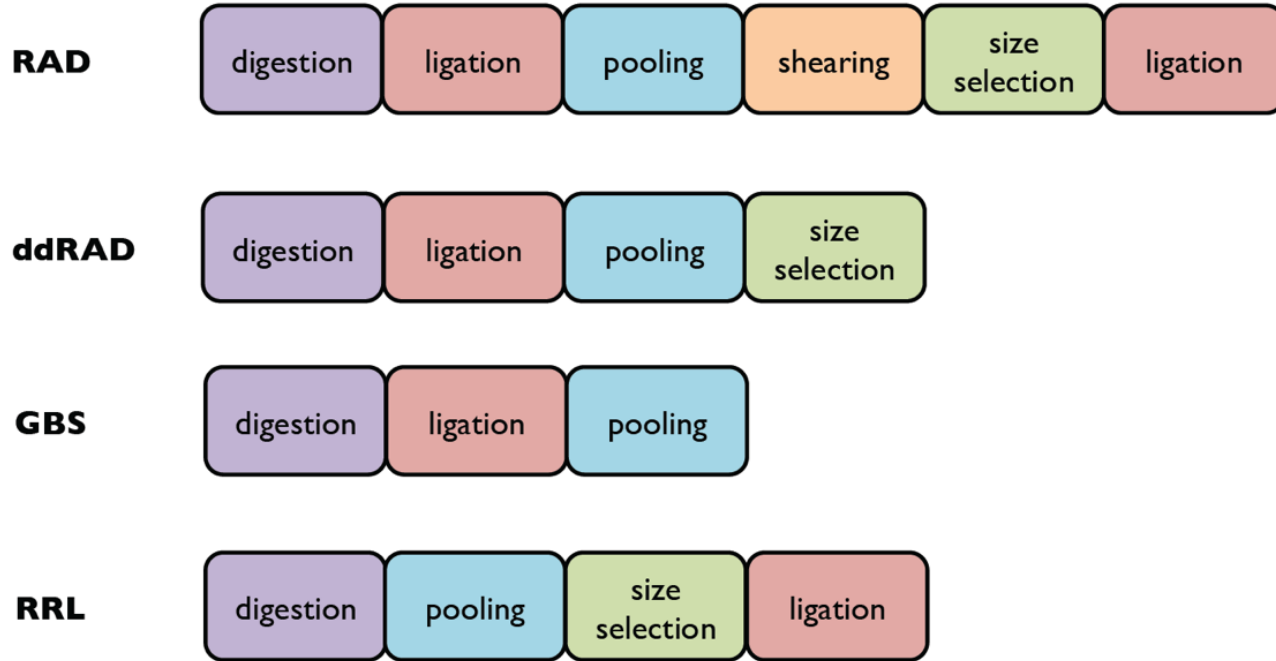 RAD
digestion
ligation
pooling
shearing
size
selection
ligation
ddRAD
digestion
ligation
pooling
size
selection
GBS
digestion
ligation
pooling
RRL
digestion
pooling
size
selection
ligation